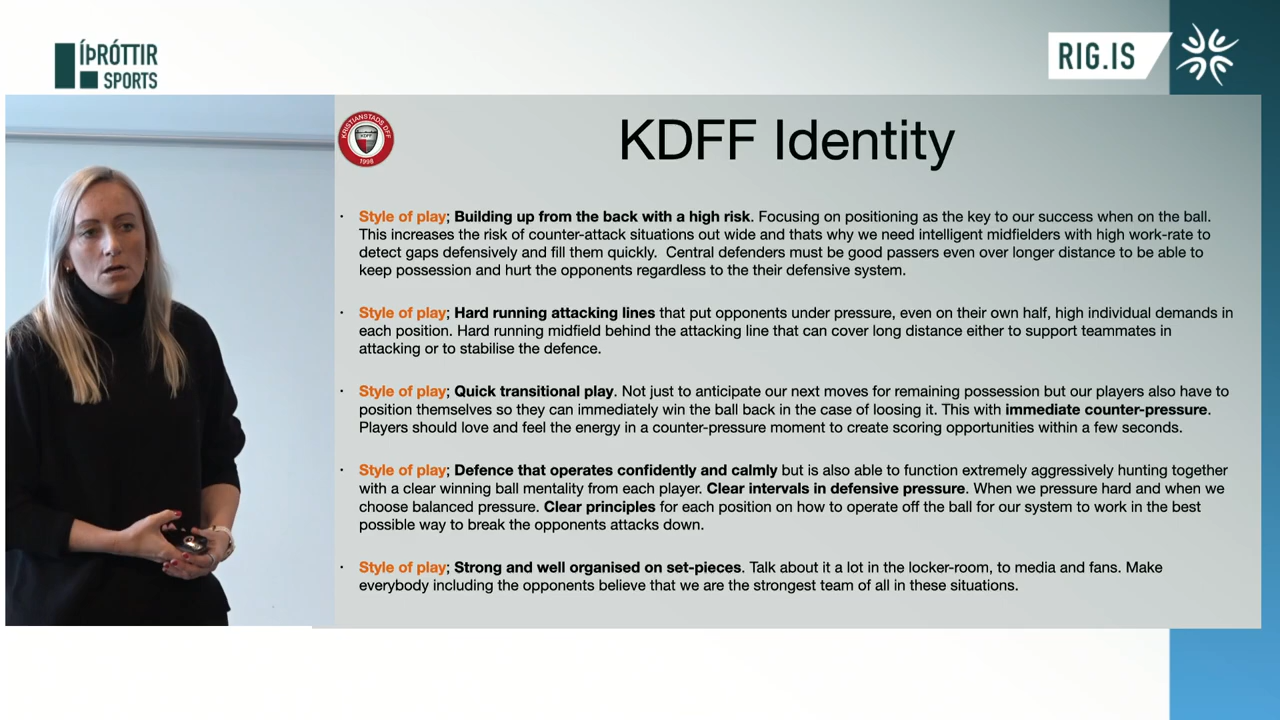 ÍÞRÓTTIR
SPORTS
RIG.IS
KRISTIANSTADS DFF
KDFF
1998
KDFF Identity
· Style of play; Building up from the back with a high risk. Focusing on positioning as the key to our success when on the ball.
This increases the risk of counter-attack situations out wide and thats why we need intelligent midfielders with high work-rate to
detect gaps defensively and fill them quickly. Central defenders must be good passers even over longer distance to be able to
keep possession and hurt the opponents regardless to the their defensive system.
· Style of play; Hard running attacking lines that put opponents under pressure, even on their own half, high individual demands in
each position. Hard running midfield behind the attacking line that can cover long distance either to support teammates in
attacking or to stabilise the defence.
· Style of play; Quick transitional play. Not just to anticipate our next moves for remaining possession but our players also have to
position themselves so they can immediately win the ball back in the case of loosing it. This with immediate counter-pressure.
Players should love and feel the energy in a counter-pressure moment to create scoring opportunities within a few seconds.
· Style of play; Defence that operates confidently and calmly but is also able to function extremely aggressively hunting together
with a clear winning ball mentality from each player. Clear intervals in defensive pressure. When we pressure hard and when we
choose balanced pressure. Clear principles for each position on how to operate off the ball for our system to work in the best
possible way to break the opponents attacks down.
· Style of play; Strong and well organised on set-pieces. Talk about it a lot in the locker-room, to media and fans. Make
everybody including the opponents believe that we are the strongest team of all in these situations.